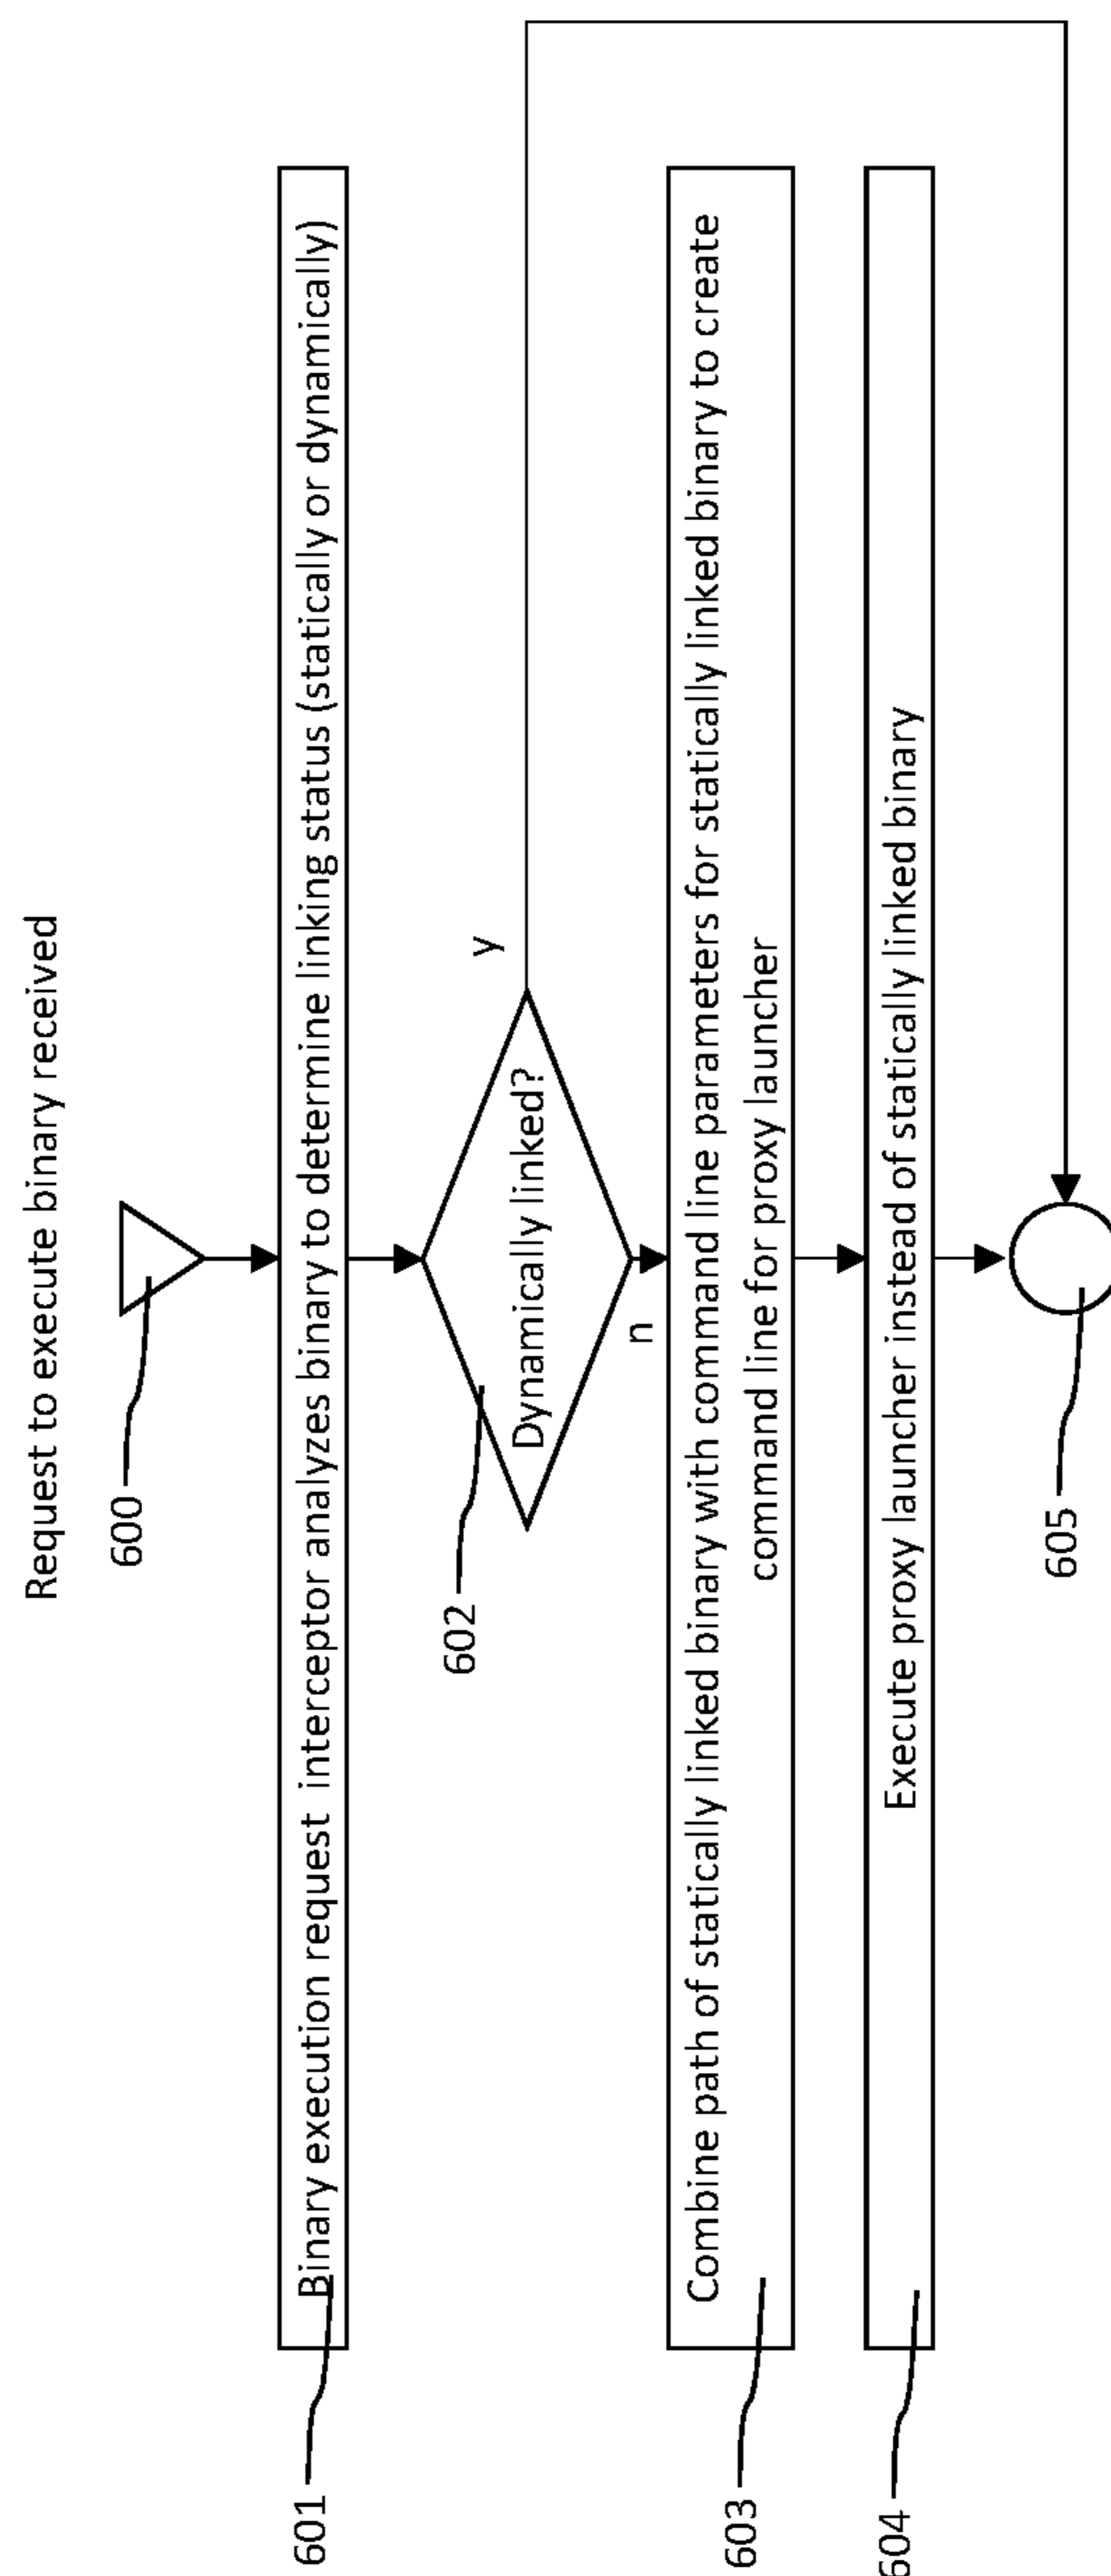 Request to execute binary received
600
601
Binary execution request interceptor analyzes binary to determine linking status (statically or dynamically)
602
Dynamically linked?
y
n
603
Combine path of statically linked binary with command line parameters for statically linked binary to create
command line for proxy launcher
604
Execute proxy launcher instead of statically linked binary
605